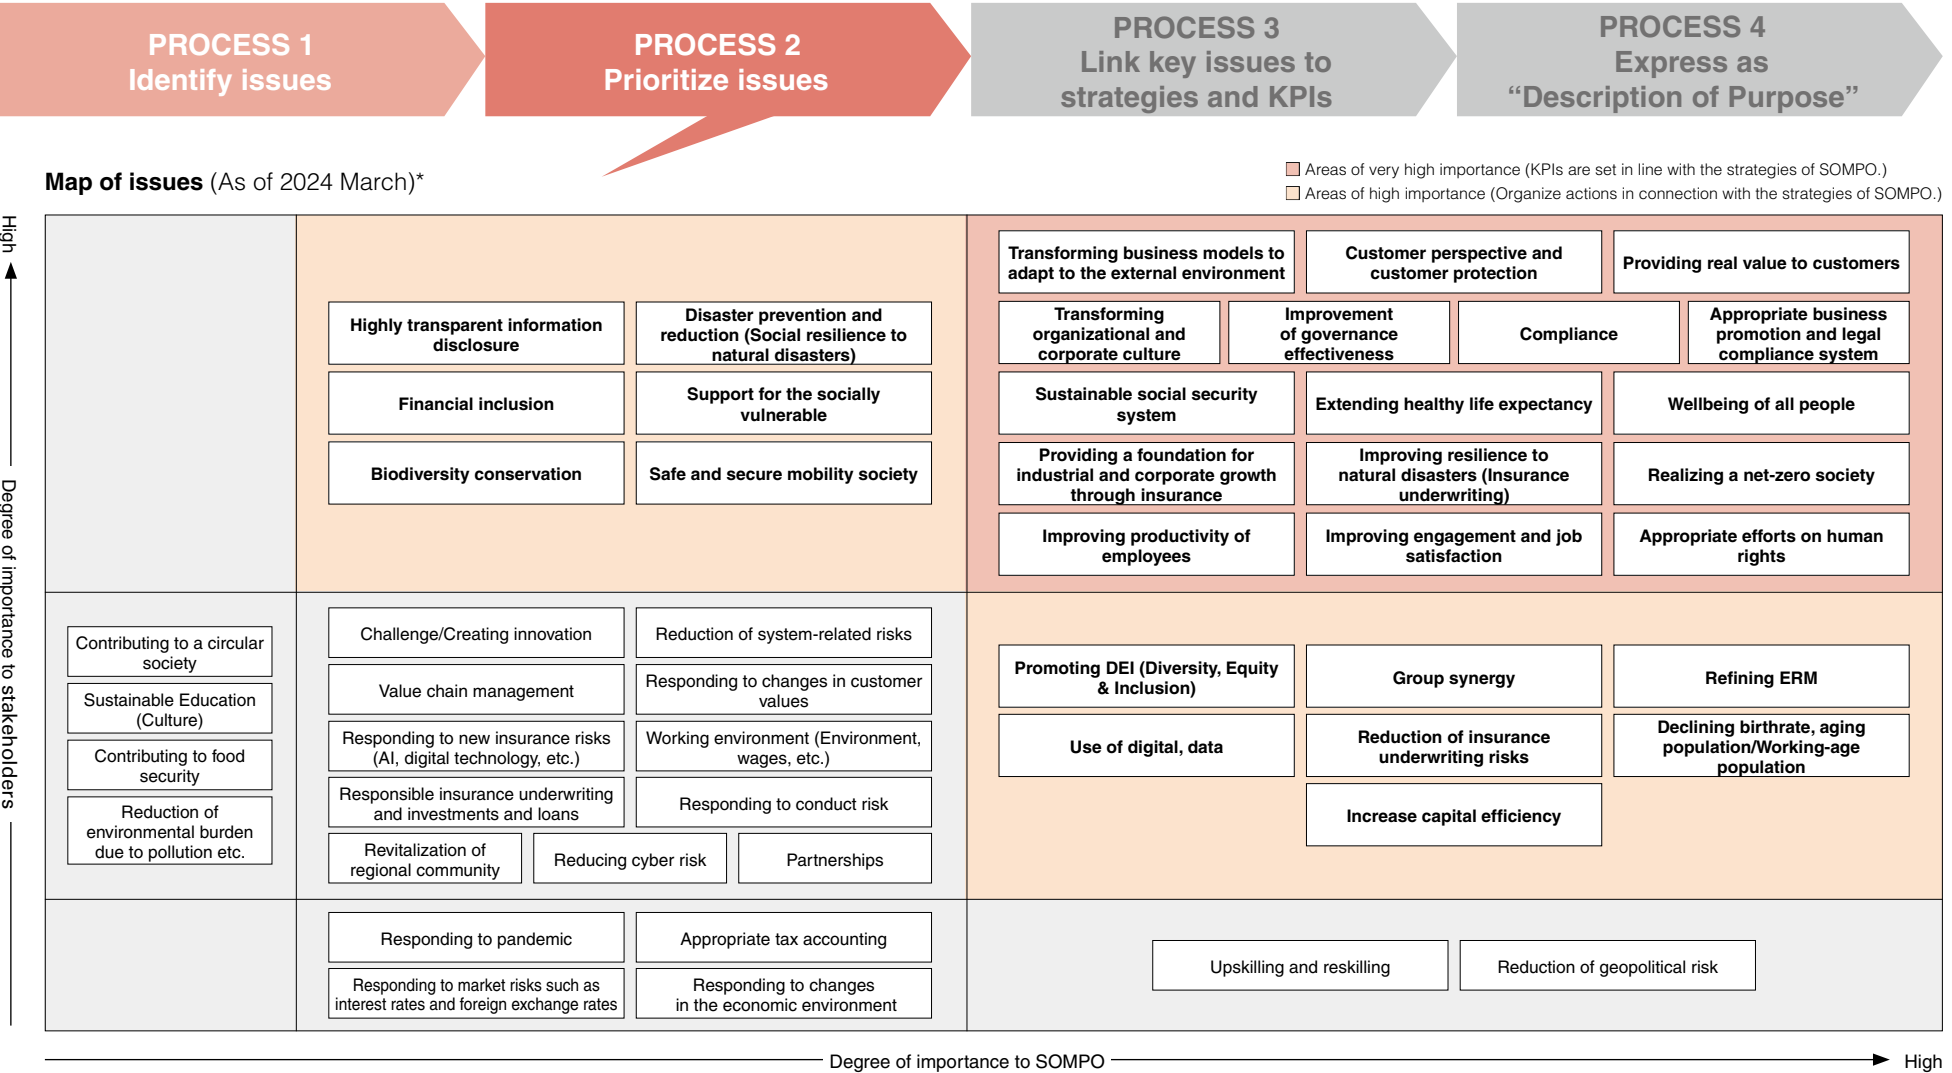 PROCESS 1
Identify issues
PROCESS 2
Prioritize issues
PROCESS 3
Link key issues to
strategies and KPIs
PROCESS 4
Express as
“Description of Purpose”
Map of issues (As of 2024 March)*
Areas of very high importance (KPIs are set in line with the strategies of SOMPO.)
Areas of high importance (Organize actions in connection with the strategies of SOMPO.)
High
Degree of importance to stakeholders
Highly transparent information
disclosure
Disaster prevention and
reduction (Social resilience to
natural disasters)
Financial inclusion
Support for the socially
vulnerable
Biodiversity conservation
Safe and secure mobility society
Transforming business models to
adapt to the external environment
Customer perspective and
customer protection
Providing real value to customers
Transforming
organizational and
corporate culture
Improvement
of governance
effectiveness
Compliance
Appropriate business
promotion and legal
compliance system
Sustainable social security
system
Extending healthy life expectancy
Wellbeing of all people
Providing a foundation for
industrial and corporate growth
through insurance
Improving resilience to
natural disasters (Insurance
underwriting)
Realizing a net-zero society
Improving productivity of
employees
Improving engagement and job
satisfaction
Appropriate efforts on human
rights
Contributing to a circular
society
Sustainable Education
(Culture)
Contributing to food
security
Reduction of
environmental burden
due to pollution etc.
Challenge/Creating innovation
Reduction of system-related risks
Value chain management
Responding to changes in customer
values
Responding to new insurance risks
(AI, digital technology, etc.)
Working environment (Environment,
wages, etc.)
Responsible insurance underwriting
and investments and loans
Responding to conduct risk
Revitalization of
regional community
Reducing cyber risk
Partnerships
Promoting DEI (Diversity, Equity
& Inclusion)
Group synergy
Refining ERM
Use of digital, data
Reduction of insurance
underwriting risks
Declining birthrate, aging
population/Working-age
population
Increase capital efficiency
Responding to pandemic
Appropriate tax accounting
Responding to market risks such as
interest rates and foreign exchange rates
Responding to changes
in the economic environment
Upskilling and reskilling
Reduction of geopolitical risk
Degree of importance to SOMPO
High